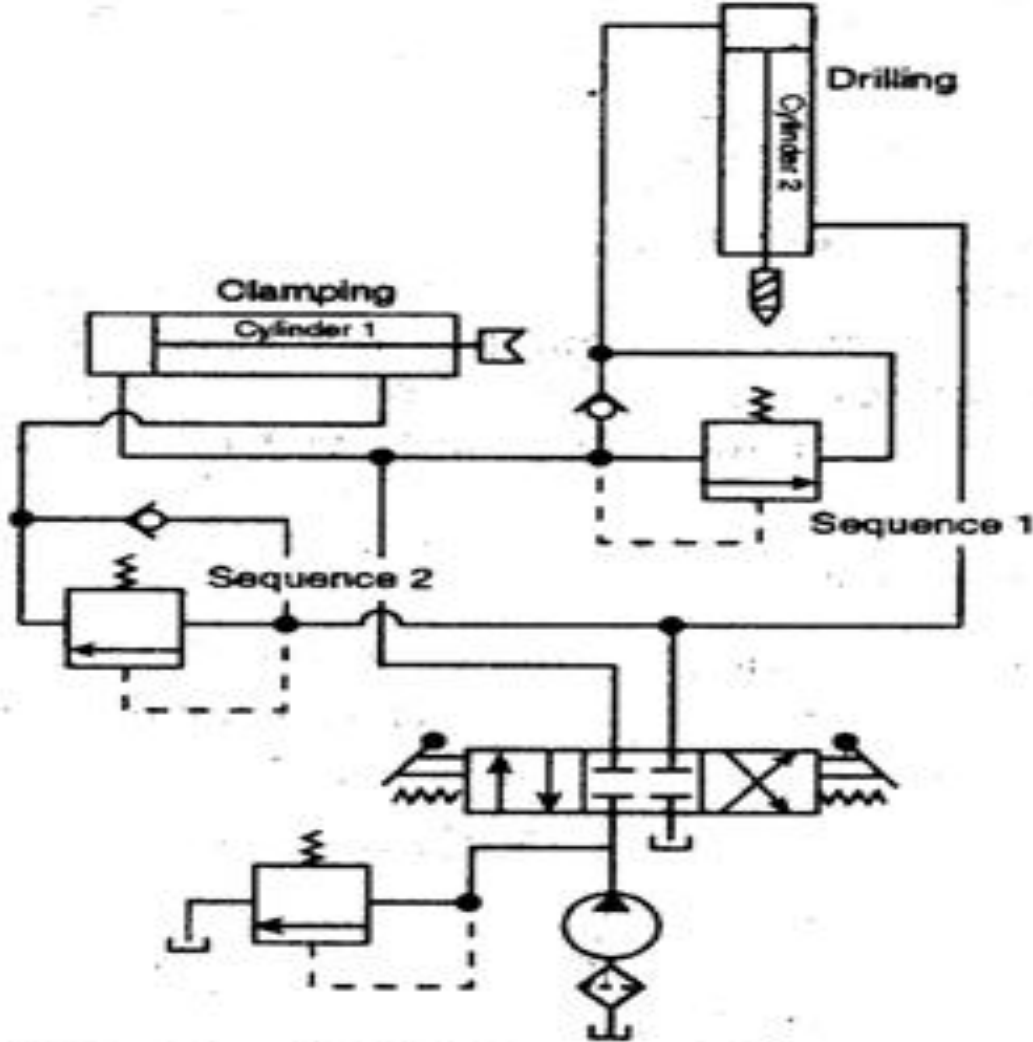 Drilling
Cylinder 2
Clamping
Cylinder 1
Sequence 1
Sequence 2